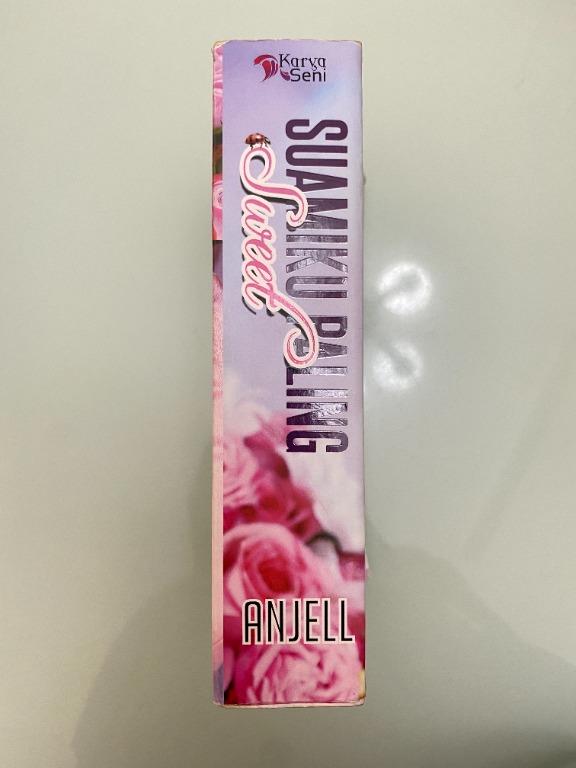 Karya
Seni
SUAMIKU PALING
Sweet
ANJELL